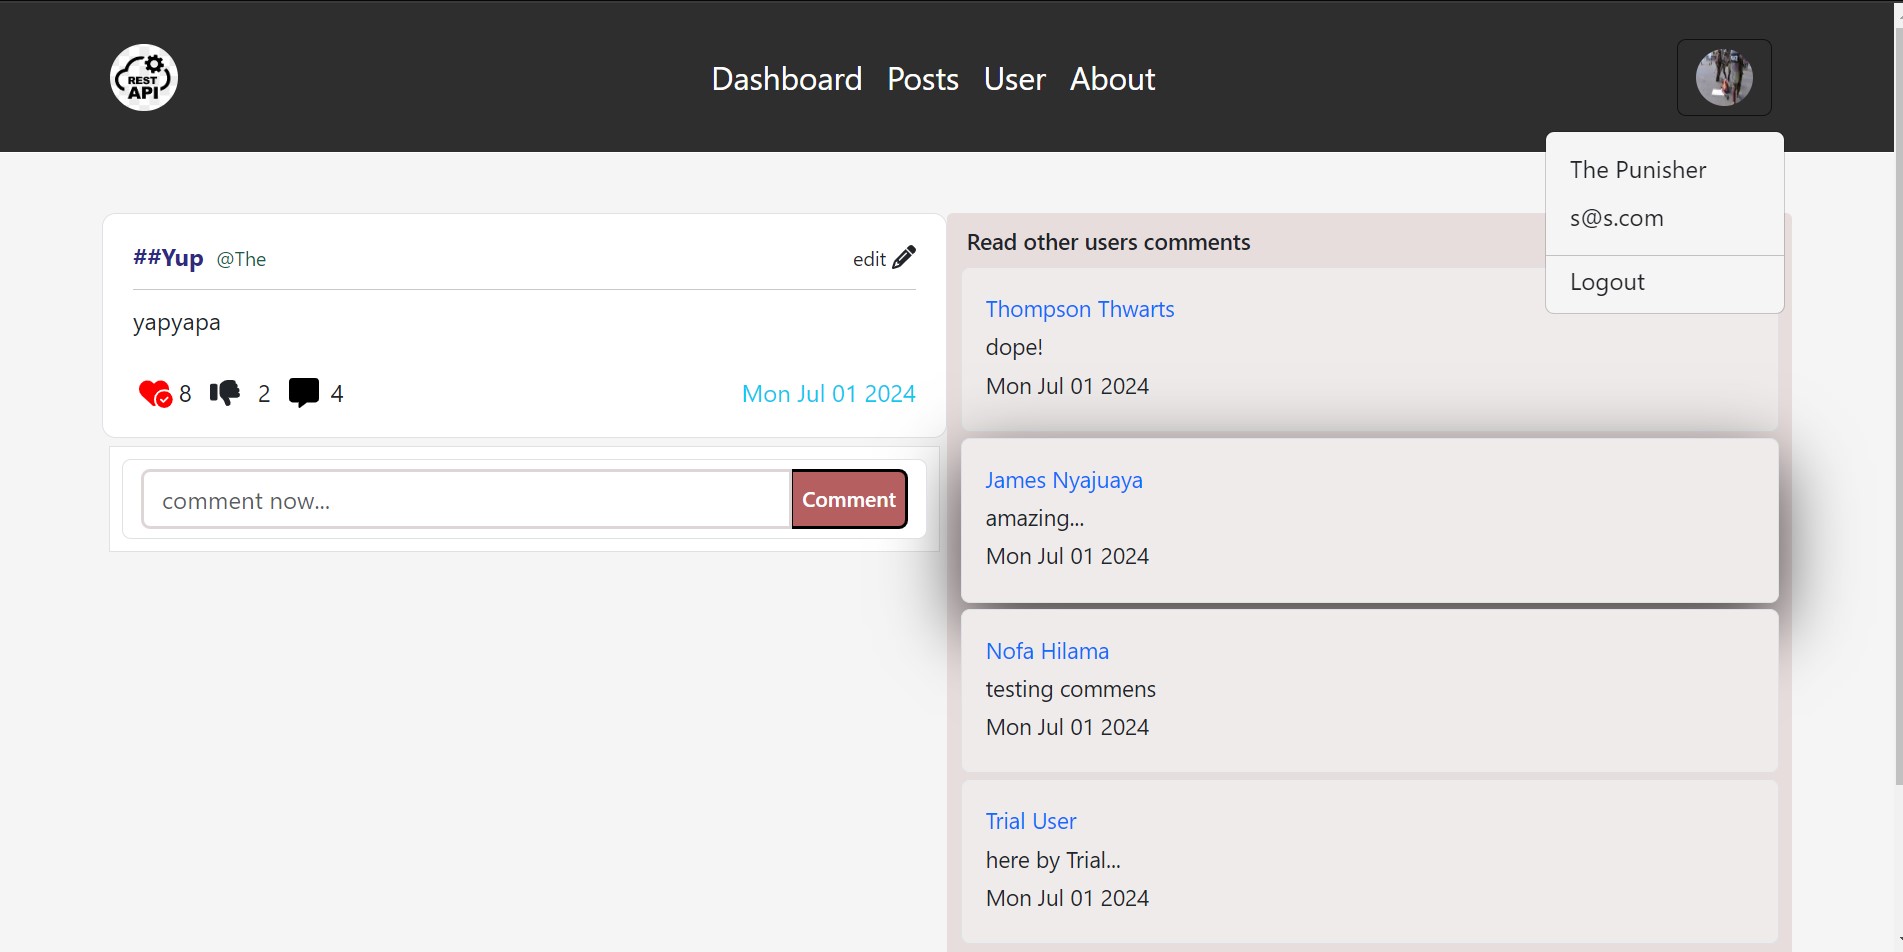 REST
API
Dashboard Posts User About
The Punisher
s@s.com
Logout
##Yup @The edit
yapyapa
8 2 4 Mon Jul 01 2024
comment now... Comment
Read other users comments
Thompson Thwarts
dope!
Mon Jul 01 2024
James Nyajuaya
amazing...
Mon Jul 01 2024
Nofa Hilama
testing commens
Mon Jul 01 2024
Trial User
here by Trial...
Mon Jul 01 2024